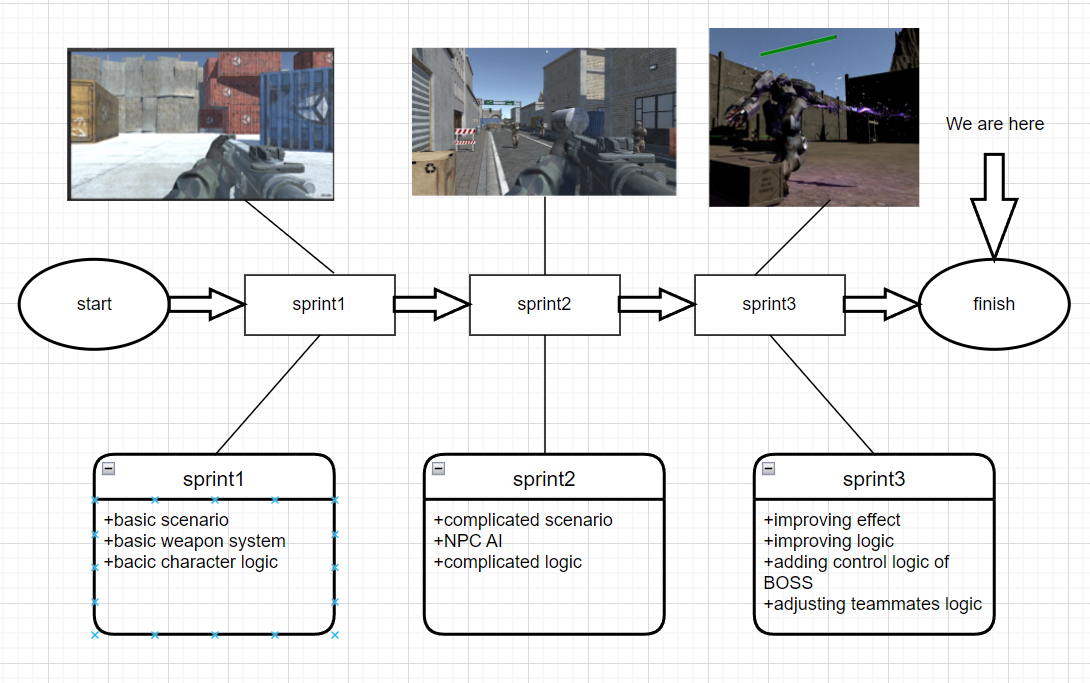 We are here
start
sprint1
sprint2
sprint3
finish
sprint1
+basic scenario
+basic weapon system
+bacic character logic
sprint2
+complicated scenario
+NPC AI
+complicated logic
sprint3
+improving effect
+improving logic
+adding control logic of
BOSS
+adjusting teammates logic